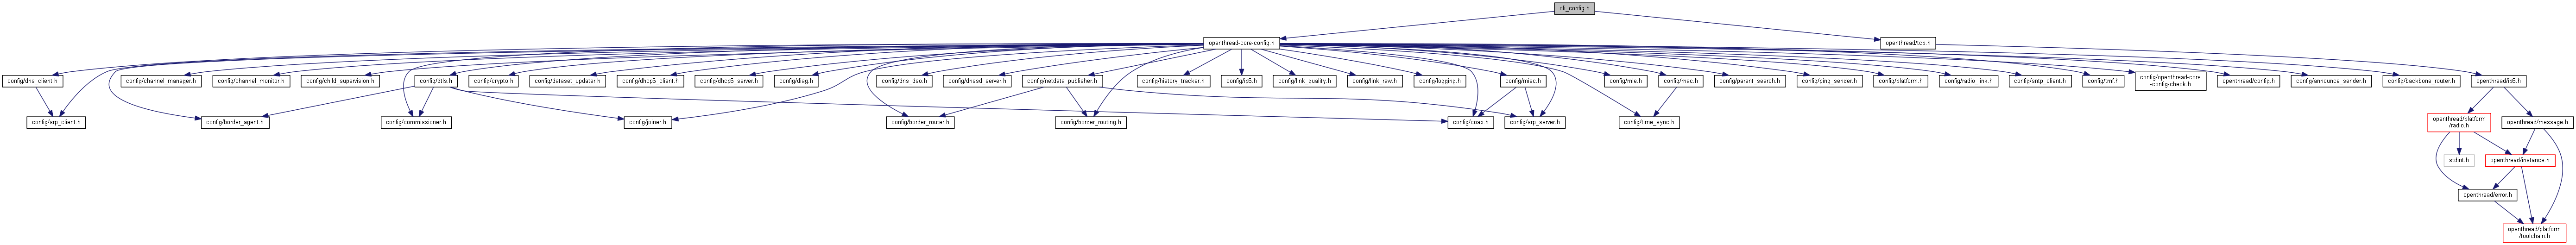 cli_config.h
openthread-core-config.h
openthread/tcp.h
config/dns_client.h
config/channel_manager.h
config/channel_monitor.h
config/child_supervision.h
config/dtls.h
config/crypto.h
config/dataset_updater.h
config/dhcp6_client.h
config/dhcp6_server.h
config/diag.h
config/dns_dso.h
config/dnssd_server.h
config/netdata_publisher.h
config/history_tracker.h
config/ip6.h
config/link_quality.h
config/link_raw.h
config/logging.h
config/misc.h
config/mle.h
config/mac.h
config/parent_search.h
config/ping_sender.h
config/platform.h
config/radio_link.h
config/sntp_client.h
config/tmf.h
config/openthread-core
-config-check.h
openthread/config.h
config/announce_sender.h
config/backbone_router.h
openthread/ip6.h
config/srp_client.h
config/border_agent.h
config/commissioner.h
config/joiner.h
config/border_router.h
config/border_routing.h
config/coap.h
config/srp_server.h
config/time_sync.h
openthread/platform
/radio.h
openthread/message.h
stdint.h
openthread/instance.h
openthread/error.h
openthread/platform
/toolchain.h